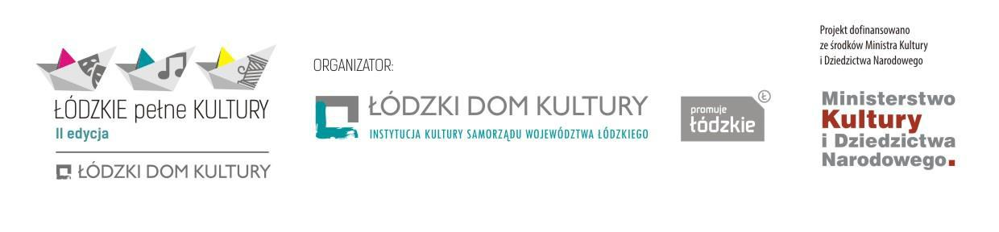 ŁÓDZKIE pełne KULTURY
II edycja
ŁÓDZKI DOM KULTURY
ORGANIZATOR:
ŁÓDZKI DOM KULTURY
INSTYTUCJA KULTURY SAMORZĄDU WOJEWÓDZTWA ŁÓDZKIEGO
Ł
promuje
łódzkie
Projekt dofinansowano
ze środków Ministra Kultury
i Dziedzictwa Narodowego
Ministerstwo
Kultury
i Dziedzictwa
Narodowego.